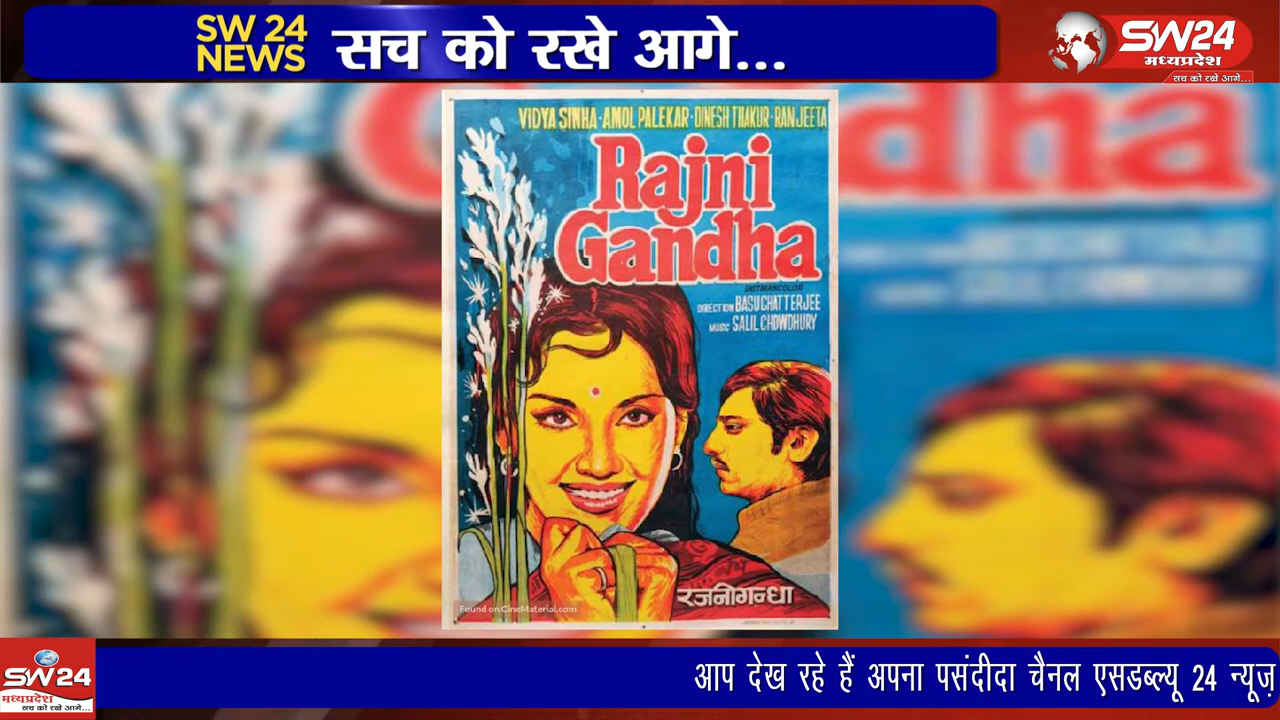 SW 24
NEWS
सच को रखे आगे...
SW24
मध्यप्रदेश
सच को रखे आगे...
VIDYA SINHA · AMOL PALEKAR · DINESH THAKUR · RANJEETA
Rajni
Gandha
EASTMANCOLOR
DIRECTION BASU CHATTERJEE
MUSIC SALIL CHOWDHURY
रजनीगन्धा
Found on CineMaterial.com
dha
SW24
मध्यप्रदेश
सच को रखे आगे...
आप देख रहे हैं अपना पसंदीदा चैनल एसडब्ल्यू 24 न्यूज़